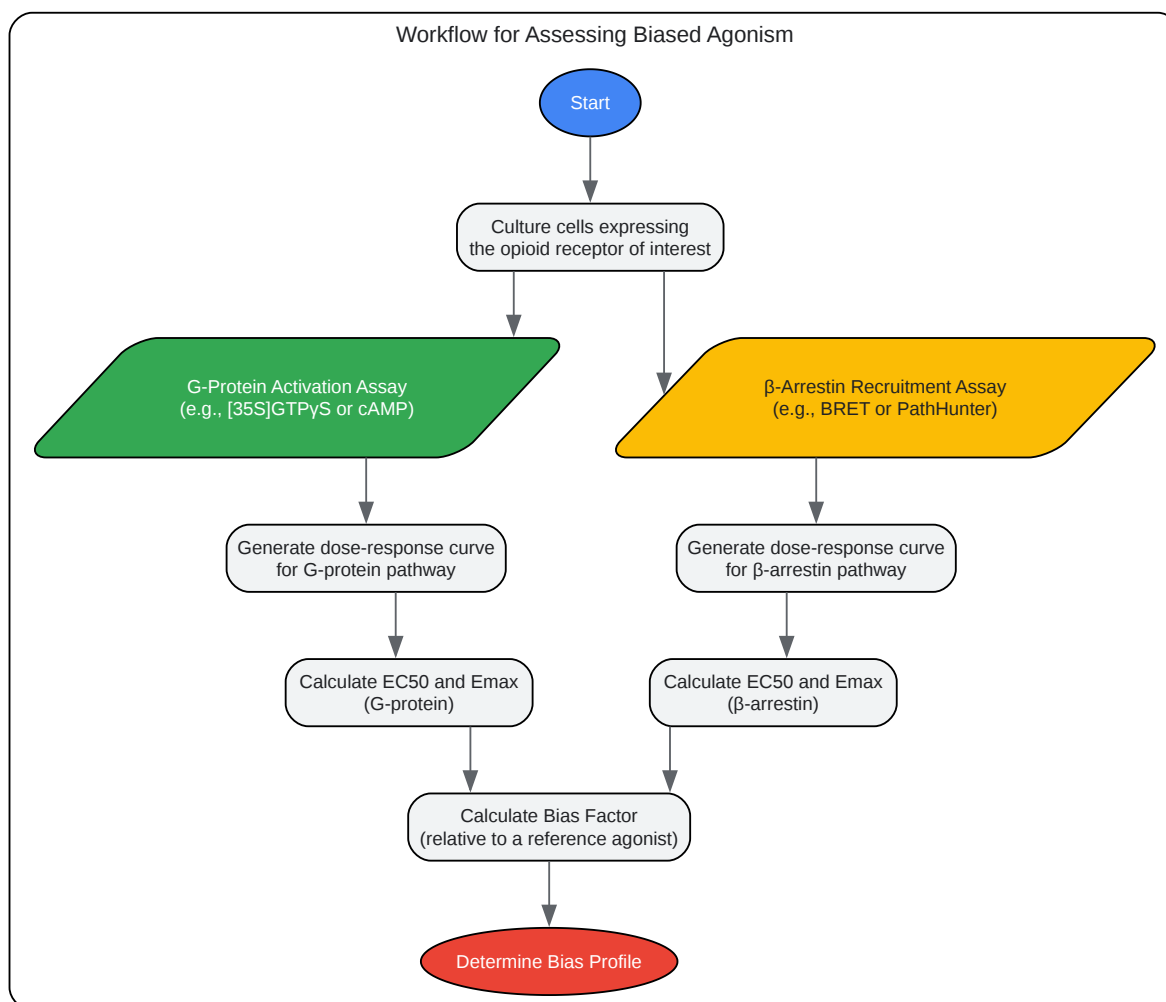 Workflow for Assessing Biased Agonism
Start
Culture cells expressing
the opioid receptor of interest
G-Protein Activation Assay
(e.g., [35S]GTPγS or cAMP)
β-Arrestin Recruitment Assay
(e.g., BRET or PathHunter)
Generate dose-response curve
for G-protein pathway
Generate dose-response curve
for β-arrestin pathway
Calculate EC50 and Emax
(G-protein)
Calculate EC50 and Emax
(β-arrestin)
Calculate Bias Factor
(relative to a reference agonist)
Determine Bias Profile